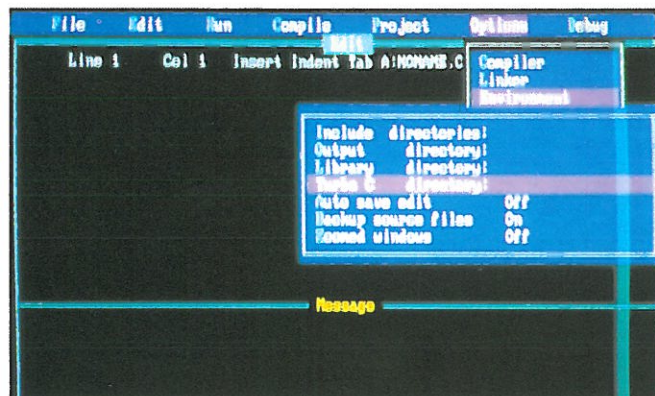 File Edit Run Compile Project Options Debug
Edit
Line 1 Col 1 Insert Indent Tab A:NONAME.C
Compiler
Linker
Environment
Include directories:
Output directory:
Library directory:
Turbo C directory:
Auto save edit Off
Backup source files On
Zoomed windows Off
Message